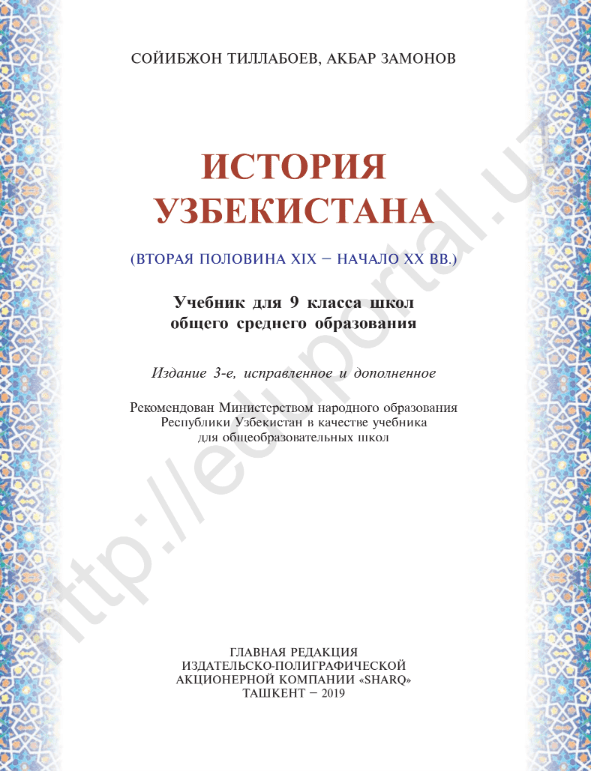 СОЙИБЖОН ТИЛЛАБОЕВ, АКБАР ЗАМОНОВ
ИСТОРИЯ
УЗБЕКИСТАНА
(ВТОРАЯ ПОЛОВИНА XIX – НАЧАЛО XX ВВ.)
Учебник для 9 класса школ
общего среднего образования
Издание 3-е, исправленное и дополненное
Рекомендован Министерством народного образования
Республики Узбекистан в качестве учебника
для общеобразовательных школ
http://eduportal.uz
ГЛАВНАЯ РЕДАКЦИЯ
ИЗДАТЕЛЬСКО-ПОЛИГРАФИЧЕСКОЙ
АКЦИОНЕРНОЙ КОМПАНИИ «SHARQ»
ТАШКЕНТ – 2019